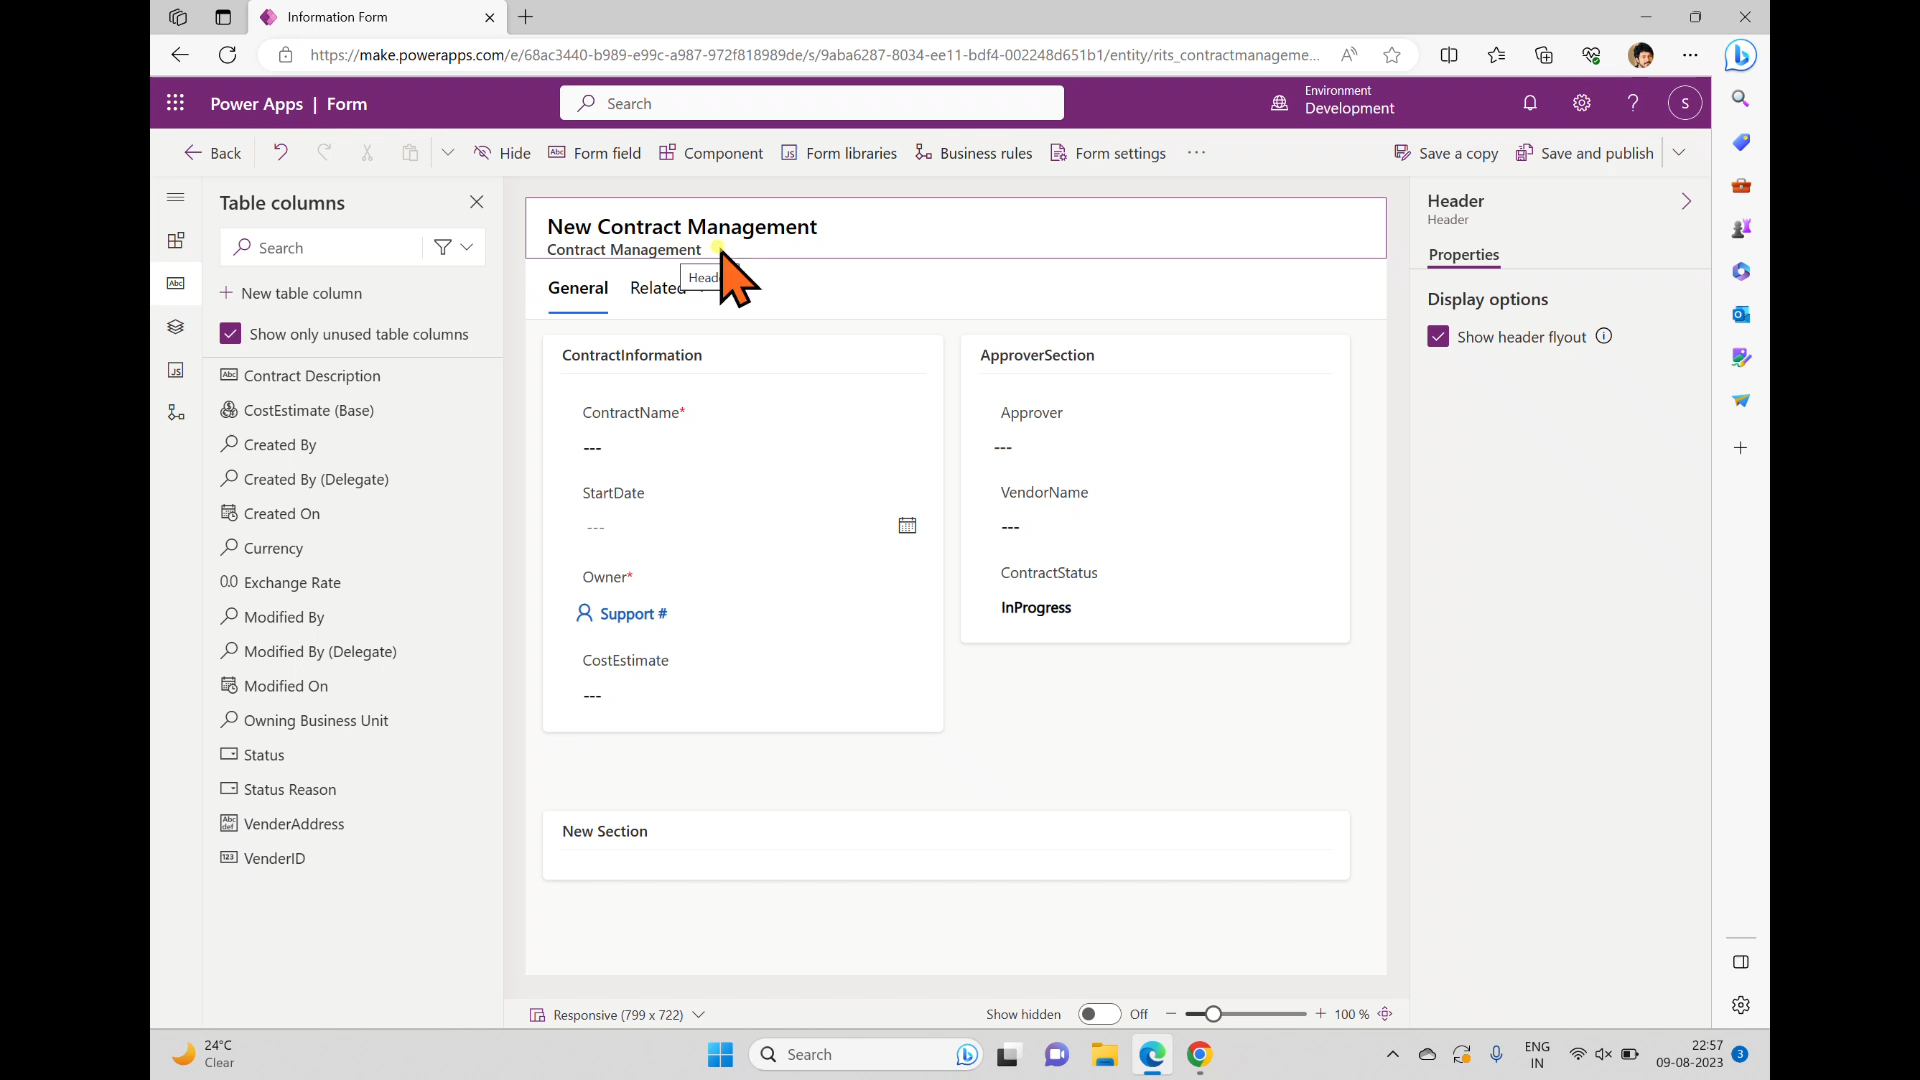 Information Form
https://make.powerapps.com/e/68ac3440-b989-e99c-a987-972f818989de/s/9aba6287-8034-ee11-bdf4-002248d651b1/entity/rits_contractmanageme...
Power Apps | Form
Search
Environment
Development
S
Back
Hide
Form field
Component
Form libraries
Business rules
Form settings
Save a copy
Save and publish
Table columns
Search
New table column
Show only unused table columns
Contract Description
CostEstimate (Base)
Created By
Created By (Delegate)
Created On
Currency
Exchange Rate
Modified By
Modified By (Delegate)
Modified On
Owning Business Unit
Status
Status Reason
VenderAddress
VenderID
New Contract Management
Contract Management
General
Related
ContractInformation
ContractName*
---
StartDate
---
Owner*
Support #
CostEstimate
---
ApproverSection
Approver
---
VendorName
---
ContractStatus
InProgress
New Section
Responsive (799 x 722)
Show hidden
Off
100 %
Header
Header
Properties
Display options
Show header flyout
24°C
Clear
Search
ENG
IN
22:57
09-08-2023
3